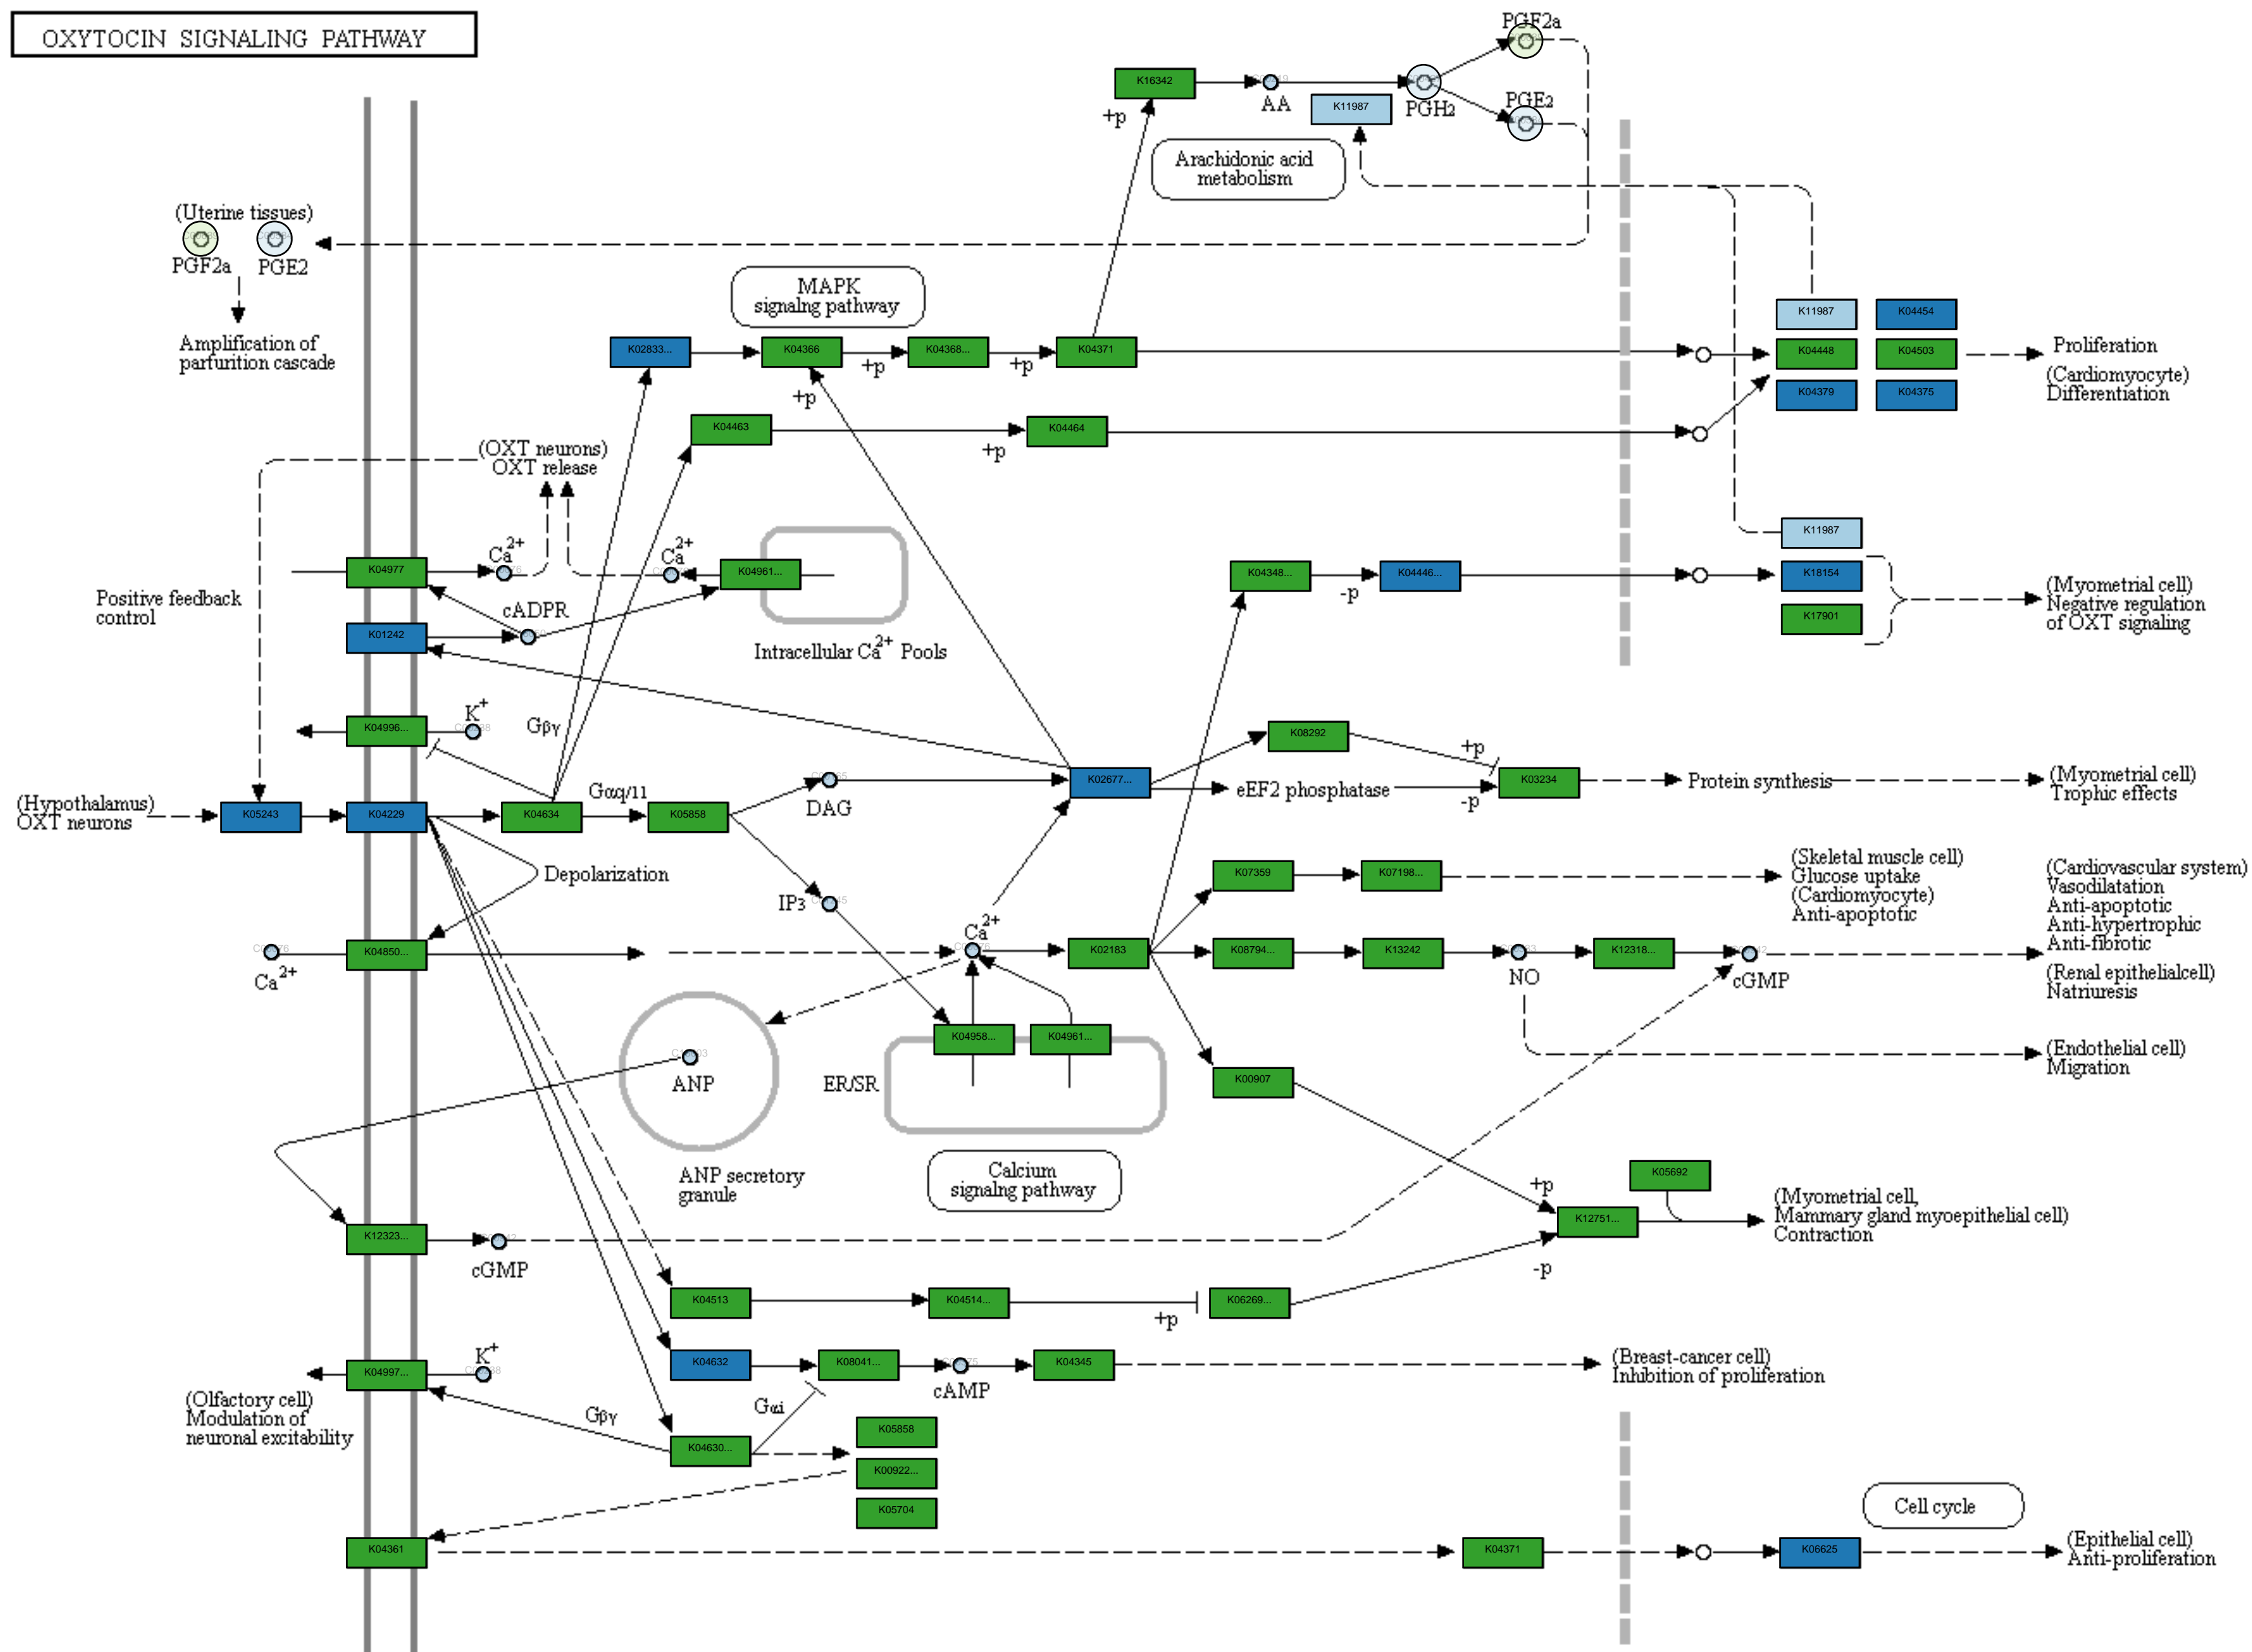 OXYTOCIN SIGNALING PATHWAY
PGF2a
K16342
AA
K11987
PGH2
PGE2
+p
Arachidonic acid
metabolism
(Uterine tissues)
PGF2a
PGE2
Amplification of
parturition cascade
MAPK
signalng pathway
K02833...
K04366
+p
K04368...
+p
K04371
+p
K11987
K04454
K04448
K04503
K04379
K04375
Proliferation
(Cardiomyocyte)
Differentiation
K04463
+p
K04464
(OXT neurons)
OXT release
Positive feedback
control
K04977
Ca2+
Ca2+
K04961...
cADPR
K01242
Intracellular Ca2+ Pools
K04348...
-p
K04446...
K11987
K18154
K17901
(Myometrial cell)
Negative regulation
of OXT signaling
K04996...
K+
Gβγ
K08292
+p
K02677...
eEF2 phosphatase
-p
K03234
Protein synthesis
(Myometrial cell)
Trophic effects
(Hypothalamus)
OXT neurons
K05243
K04229
K04634
Gαq/11
K05858
DAG
Depolarization
IP3
K07359
K07198...
(Skeletal muscle cell)
Glucose uptake
(Cardiomyocyte)
Anti-apoptotic
(Cardiovascular system)
Vasodilatation
Anti-apoptotic
Anti-hypertrophic
Anti-fibrotic
(Renal epithelialcell)
Natriuresis
Ca2+
K04850...
Ca2+
K02183
K08794...
K13242
NO
K12318...
cGMP
ANP
ANP secretory
granule
ER/SR
K04958...
K04961...
Calcium
signalng pathway
K00907
(Endothelial cell)
Migration
+p
K05692
K12751...
-p
(Myometrial cell,
Mammary gland myoepithelial cell)
Contraction
K12323...
cGMP
K04513
K04514...
+p
K06269...
K04632
K08041...
cAMP
K04345
(Breast-cancer cell)
Inhibition of proliferation
K04997...
K+
(Olfactory cell)
Modulation of
neuronal excitability
Gβγ
Gαi
K04630...
K05858
K00922...
K05704
K04361
K04371
Cell cycle
K06625
(Epithelial cell)
Anti-proliferation